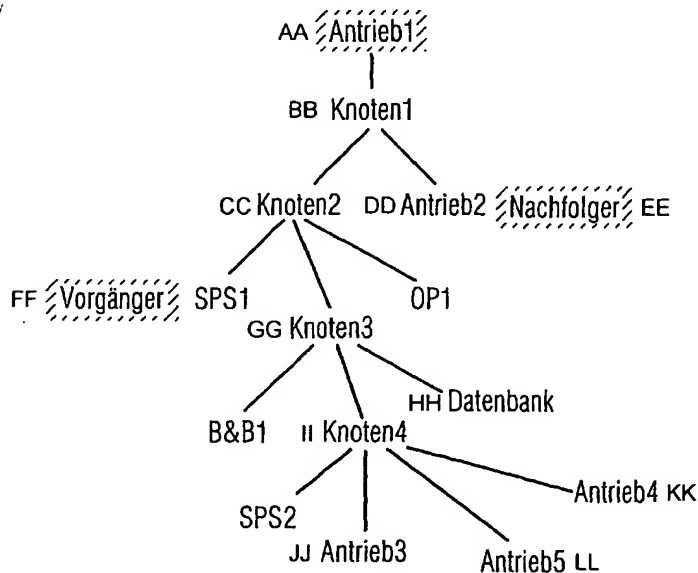 AA Antrieb1
BB Knoten1
CC Knoten2 DD Antrieb2 Nachfolger EE
FF Vorgänger SPS1 OP1
GG Knoten3
HH Datenbank
B&B1 II Knoten4
Antrieb4 KK
SPS2
JJ Antrieb3 Antrieb5 LL